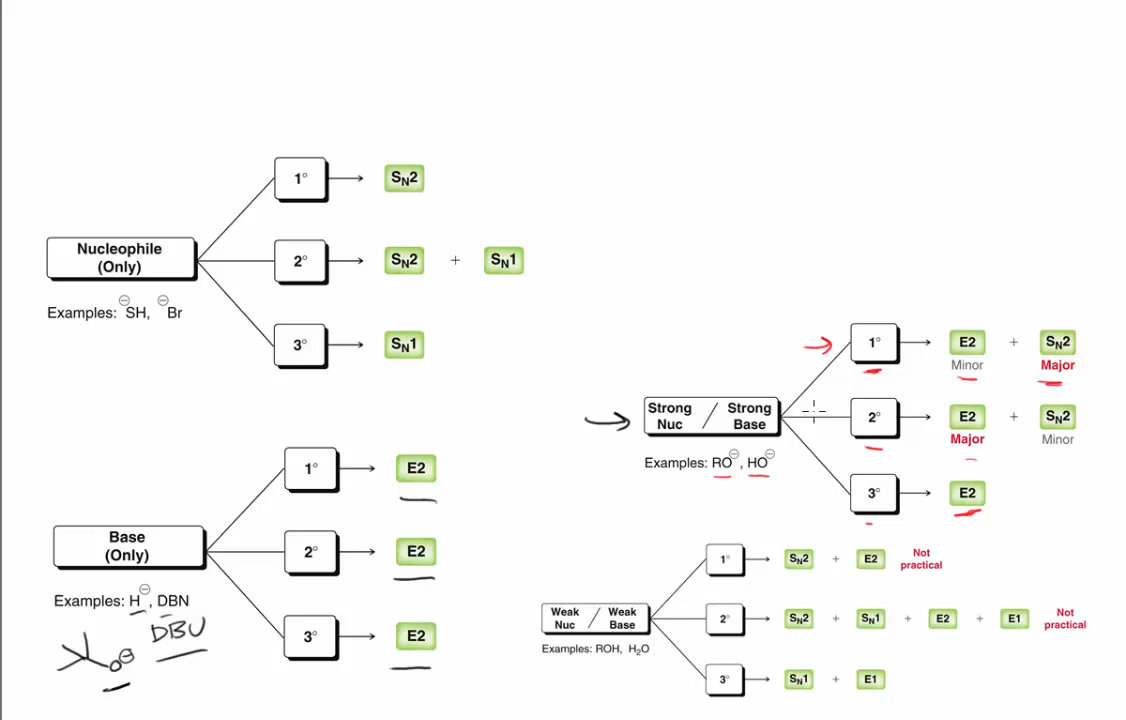 1° → SN2
Nucleophile
(Only)
2° → SN2 + SN1
Examples: ⊖SH, ⊖Br
3° → SN1
1° → E2
Base
(Only)
2° → E2
Examples: H⊖, DBN
DBU
O⊖
3° → E2
1° → E2 + SN2
Minor Major
Strong / Strong
Nuc Base
2° → E2 + SN2
Major Minor
Examples: RO⊖, HO⊖
3° → E2
1° → SN2 + E2 Not
practical
Weak / Weak
Nuc Base
2° → SN2 + SN1 + E2 + E1 Not
practical
Examples: ROH, H2O
3° → SN1 + E1